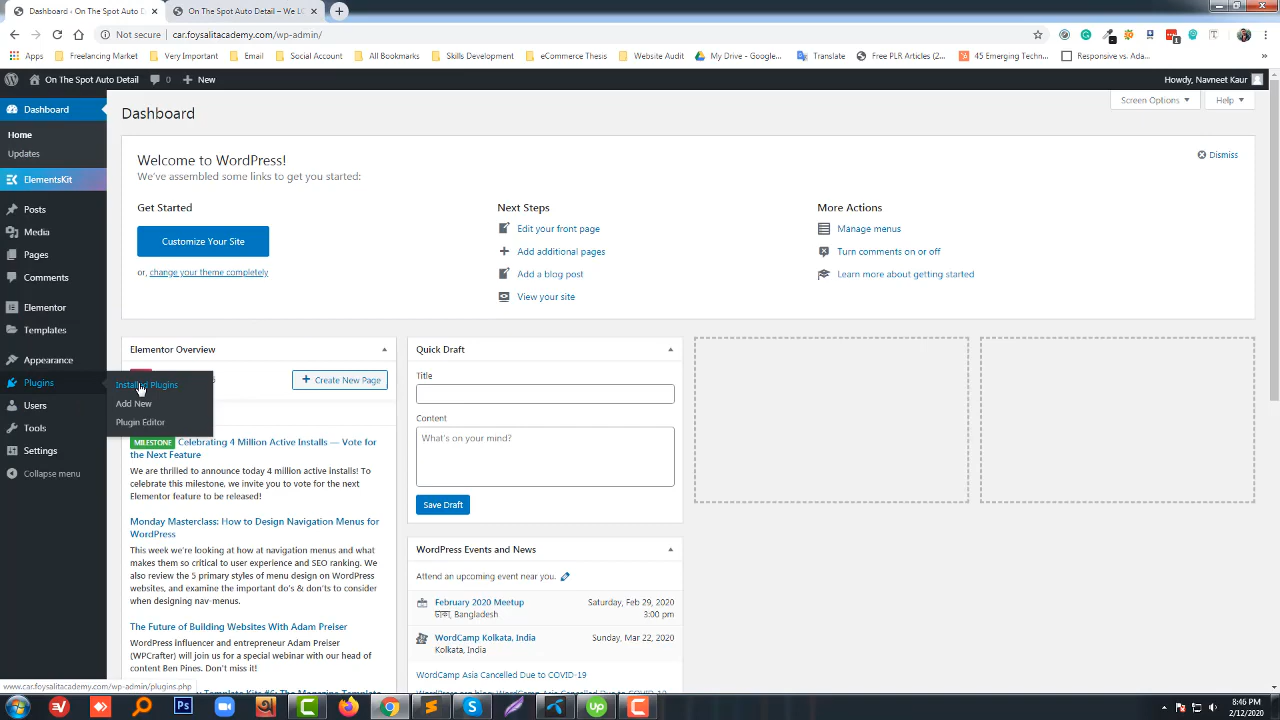 Dashboard ‹ On The Spot Auto D
On The Spot Auto Detail – We LO
Not secure
car.foysalitacademy.com/wp-admin/
Apps
Freelancing Market
Very Important
Email
Social Account
All Bookmarks
Skills Development
eCommerce Thesis
Website Audit
My Drive - Google...
Translate
Free PLR Articles (2...
45 Emerging Techn...
Responsive vs. Ada...
On The Spot Auto Detail
0
New
Howdy, Navneet Kaur
Dashboard
Home
Updates
ElementsKit
Posts
Media
Pages
Comments
Elementor
Templates
Appearance
Plugins
Users
Tools
Settings
Collapse menu
Installed Plugins
Add New
Plugin Editor
Dashboard
Screen Options
Help
Welcome to WordPress!
Dismiss
We've assembled some links to get you started:
Get Started
Customize Your Site
or, change your theme completely
Next Steps
Edit your front page
Add additional pages
Add a blog post
View your site
More Actions
Manage menus
Turn comments on or off
Learn more about getting started
Elementor Overview
Create New Page
MILESTONE Celebrating 4 Million Active Installs — Vote for
the Next Feature
We are thrilled to announce today 4 million active installs! To
celebrate this milestone, we invite you to vote for the next
Elementor feature to be released!
Monday Masterclass: How to Design Navigation Menus for
WordPress
This week we're looking at how at navigation menus and what
makes them so critical to user experience and SEO ranking. We
also review the 5 primary styles of menu design on WordPress
websites, and examine the important do's & don'ts to consider
when designing nav-menus.
The Future of Building Websites With Adam Preiser
WordPress influencer and entrepreneur Adam Preiser
(WPCrafter) will join us for a special webinar with our head of
content Ben Pines. Don't miss it!
Template Kits #6: The Magazine Template
Quick Draft
Title
Content
What's on your mind?
Save Draft
WordPress Events and News
Attend an upcoming event near you.
February 2020 Meetup
Saturday, Feb 29, 2020
ঢাকা, Bangladesh
3:00 pm
WordCamp Kolkata, India
Sunday, Mar 22, 2020
Kolkata, India
4:00 pm
WordCamp Asia Cancelled Due to COVID-19
www.car.foysalitacademy.com/wp-admin/plugins.php
8:46 PM
2/12/2020